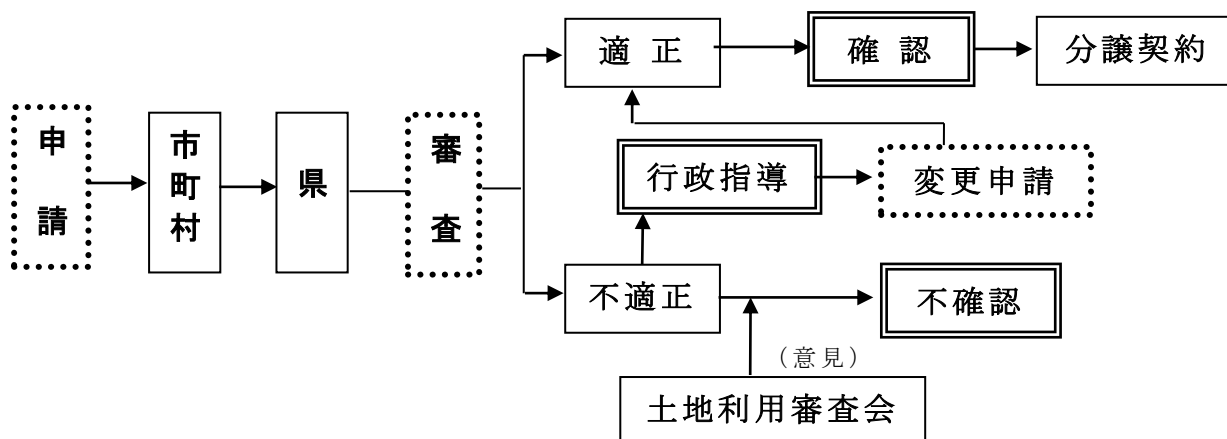 申請
市町村
県
審査
適正
確認
分譲契約
行政指導
変更申請
不適正
不確認
（意見）
土地利用審査会